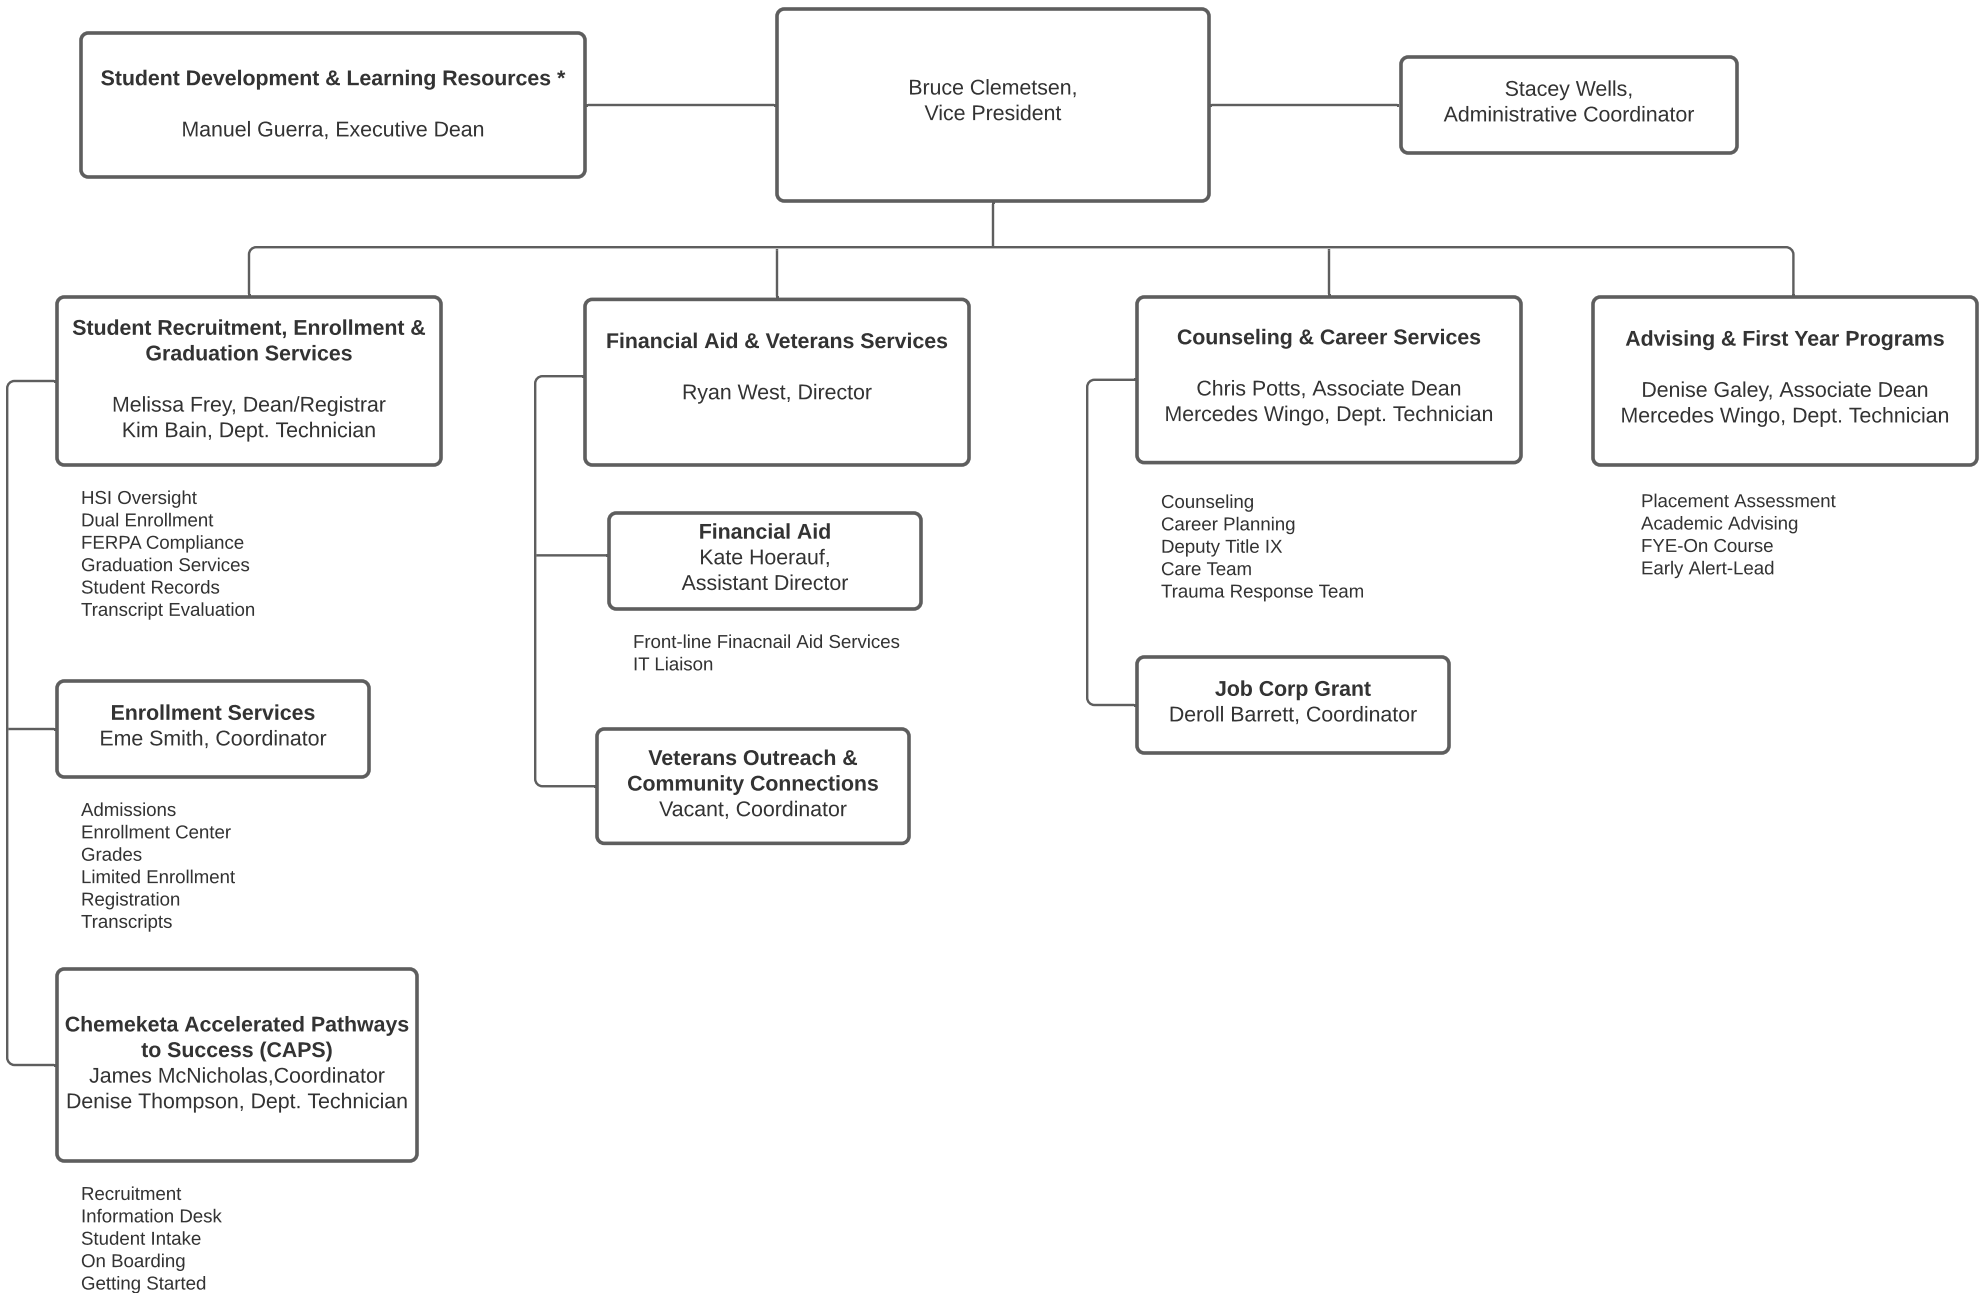 Student Development & Learning Resources *
Manuel Guerra, Executive Dean
Bruce Clemetsen,
Vice President
Stacey Wells,
Administrative Coordinator
Student Recruitment, Enrollment &
Graduation Services
Melissa Frey, Dean/Registrar
Kim Bain, Dept. Technician
HSI Oversight
Dual Enrollment
FERPA Compliance
Graduation Services
Student Records
Transcript Evaluation
Enrollment Services
Eme Smith, Coordinator
Admissions
Enrollment Center
Grades
Limited Enrollment
Registration
Transcripts
Chemeketa Accelerated Pathways
to Success (CAPS)
James McNicholas,Coordinator
Denise Thompson, Dept. Technician
Recruitment
Information Desk
Student Intake
On Boarding
Getting Started
Financial Aid & Veterans Services
Ryan West, Director
Financial Aid
Kate Hoerauf,
Assistant Director
Front-line Finacnail Aid Services
IT Liaison
Veterans Outreach &
Community Connections
Vacant, Coordinator
Counseling & Career Services
Chris Potts, Associate Dean
Mercedes Wingo, Dept. Technician
Counseling
Career Planning
Deputy Title IX
Care Team
Trauma Response Team
Job Corp Grant
Deroll Barrett, Coordinator
Advising & First Year Programs
Denise Galey, Associate Dean
Mercedes Wingo, Dept. Technician
Placement Assessment
Academic Advising
FYE-On Course
Early Alert-Lead